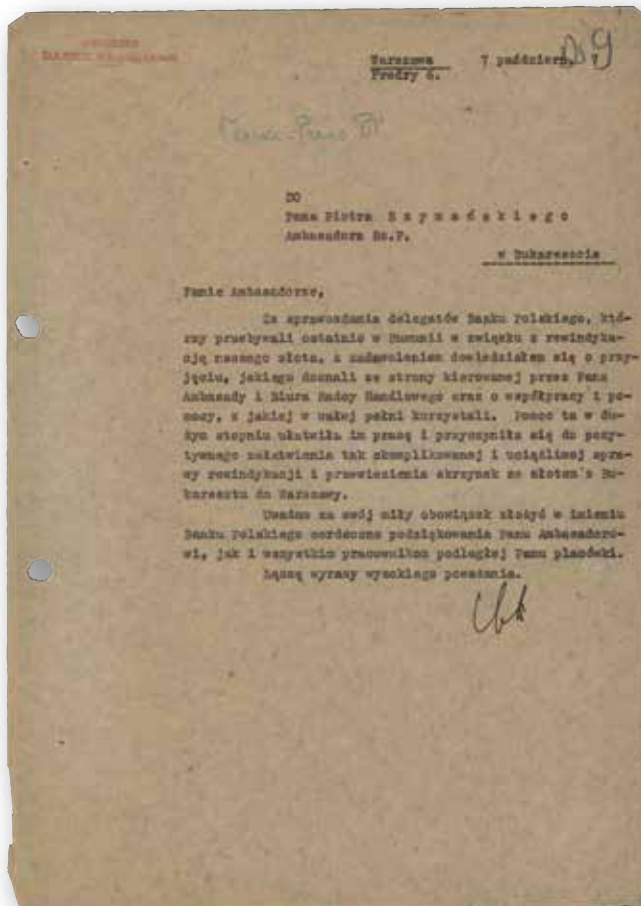 Warszawa 7 październ. 7
Fredry 6.
DO
Pana Piotra Szymańskiego
Ambasadora Rz.P.
w Bukareszcie
Panie Ambasadorze,
Ze sprawozdania delegatów Banku Polskiego, któ-
rzy przebywali ostatnio w Rumunii w związku z rewindyka-
cją naszego złota, z zadowoleniem dowiedziałem się o przy-
jęciu, jakiego doznali ze strony kierowanej przez Pana
Ambasady i Biura Radcy Handlowego oraz o współpracy i po-
mocy, z jakiej w całej pełni korzystali. Pomoc ta w du-
żym stopniu ułatwiła im pracę i przyczyniła się do pozy-
tywnego załatwienia tak skomplikowanej i uciążliwej spra-
wy rewindykacji i przewiezienia skrzynek ze złotem z Bu-
karesztu do Warszawy.
Uważam za swój miły obowiązek złożyć w imieniu
Banku Polskiego serdeczne podziękowania Panu Ambasadoro-
wi, jak i wszystkim pracownikom podległej Panu placówki.
Łączę wyrazy wysokiego poważania.